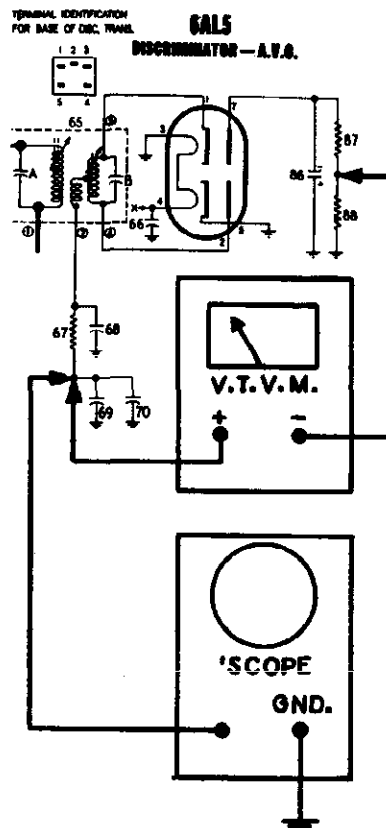 TERMINAL IDENTIFICATION
FOR BASE OF DISC. TRANS.
6AL5
DISCRIMINATOR — A.V.C.
1 2 3
5 4
65
A
B
3
4
1
7
2
5
66
X
86
+
87
88
67
68
69
70
V.T.V.M.
+ −
'SCOPE
GND.